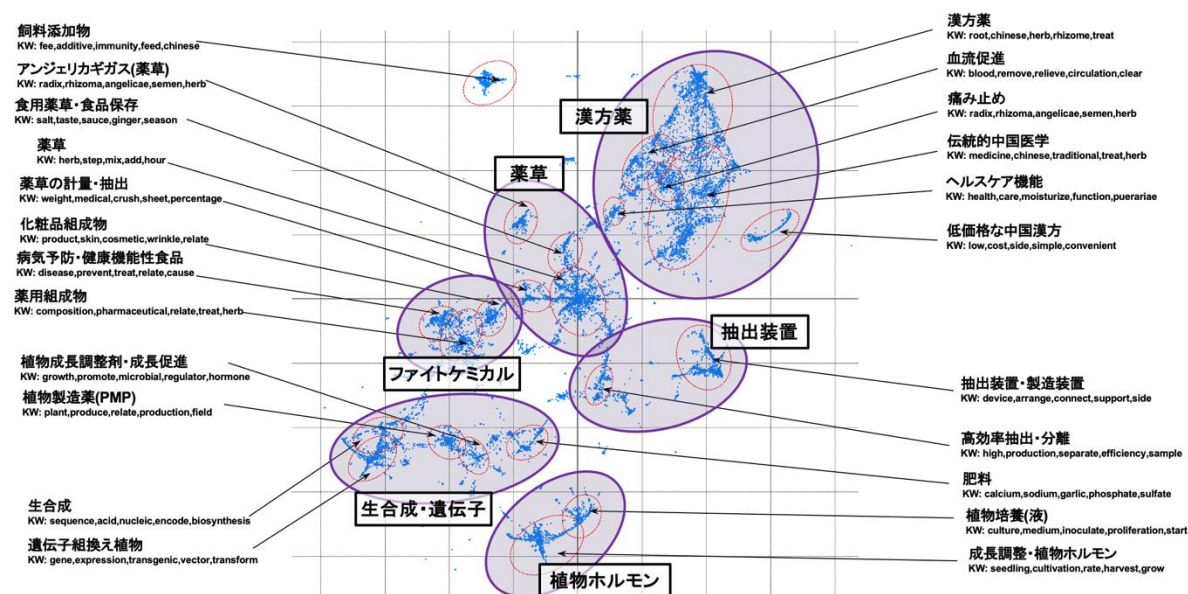 飼料添加物
KW: fee,additive,immunity,feed,chinese
アンジェリカギガス(薬草)
KW: radix,rhizoma,angelicae,semen,herb
食用薬草・食品保存
KW: salt,taste,sauce,ginger,season
薬草
KW: herb,step,mix,add,hour
薬草の計量・抽出
KW: weight,medical,crush,sheet,percentage
化粧品組成物
KW: product,skin,cosmetic,wrinkle,relate
病気予防・健康機能性食品
KW: disease,prevent,treat,relate,cause
薬用組成物
KW: composition,pharmaceutical,relate,treat,herb
植物成長調整剤・成長促進
KW: growth,promote,microbial,regulator,hormone
植物製造薬(PMP)
KW: plant,produce,relate,production,field
生合成
KW: sequence,acid,nucleic,encode,biosynthesis
遺伝子組換え植物
KW: gene,expression,transgenic,vector,transform
漢方薬
薬草
ファイトケミカル
抽出装置
生合成・遺伝子
植物ホルモン
漢方薬
KW: root,chinese,herb,rhizome,treat
血流促進
KW: blood,remove,relieve,circulation,clear
痛み止め
KW: radix,rhizoma,angelicae,semen,herb
伝統的中国医学
KW: medicine,chinese,traditional,treat,herb
ヘルスケア機能
KW: health,care,moisturize,function,puerariae
低価格な中国漢方
KW: low,cost,side,simple,convenient
抽出装置・製造装置
KW: device,arrange,connect,support,side
高効率抽出・分離
KW: high,production,separate,efficiency,sample
肥料
KW: calcium,sodium,garlic,phosphate,sulfate
植物培養(液)
KW: culture,medium,inoculate,proliferation,start
成長調整・植物ホルモン
KW: seedling,cultivation,rate,harvest,grow